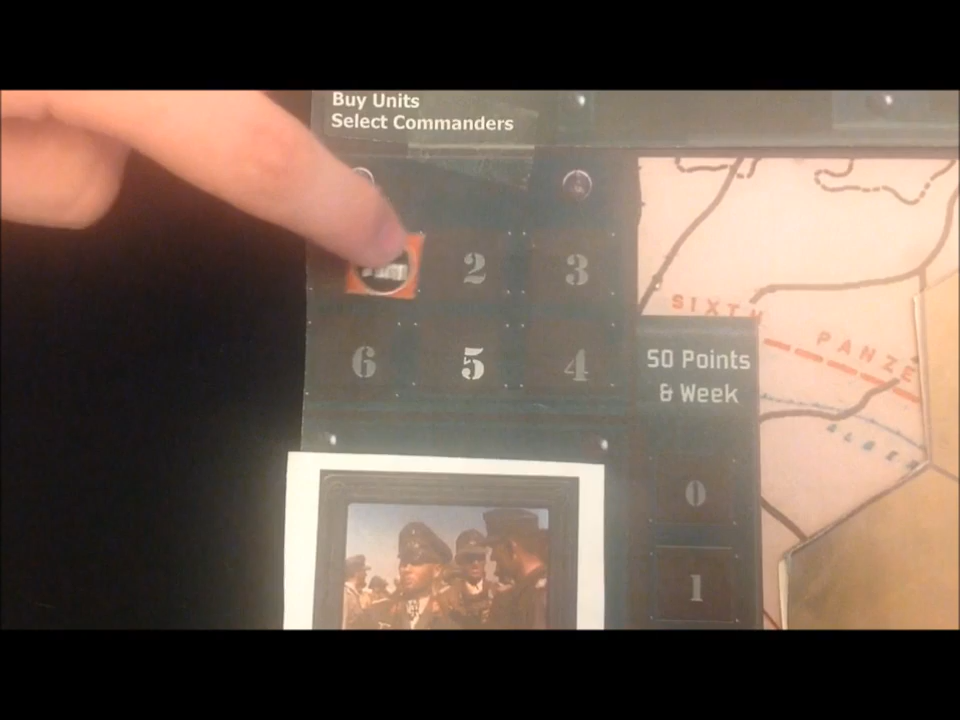 Buy Units
Select Commanders
2 3
6 5 4
50 Points
& Week
0
1
SIXTH PANZE